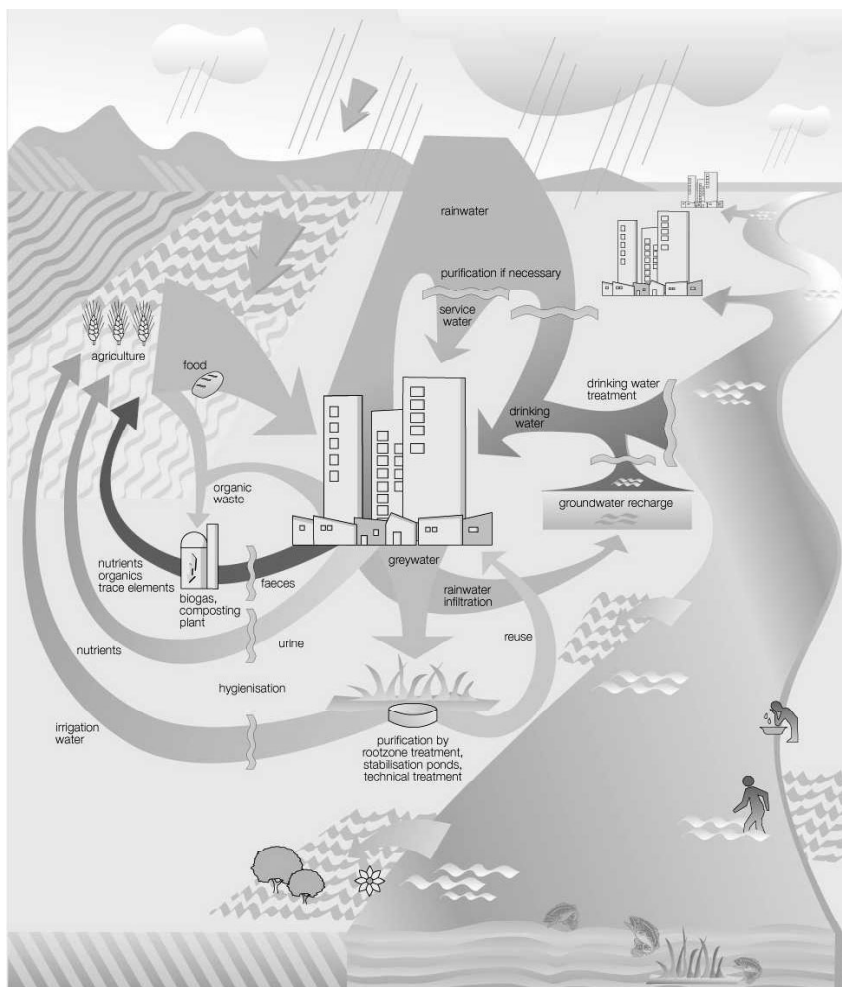 rainwater
purification if necessary
service
water
agriculture
food
drinking water
treatment
drinking
water
organic
waste
groundwater recharge
greywater
nutrients
organics
trace elements
biogas,
composting
plant
faeces
rainwater
infiltration
nutrients
urine
reuse
hygienisation
irrigation
water
purification by
rootzone treatment,
stabilisation ponds,
technical treatment